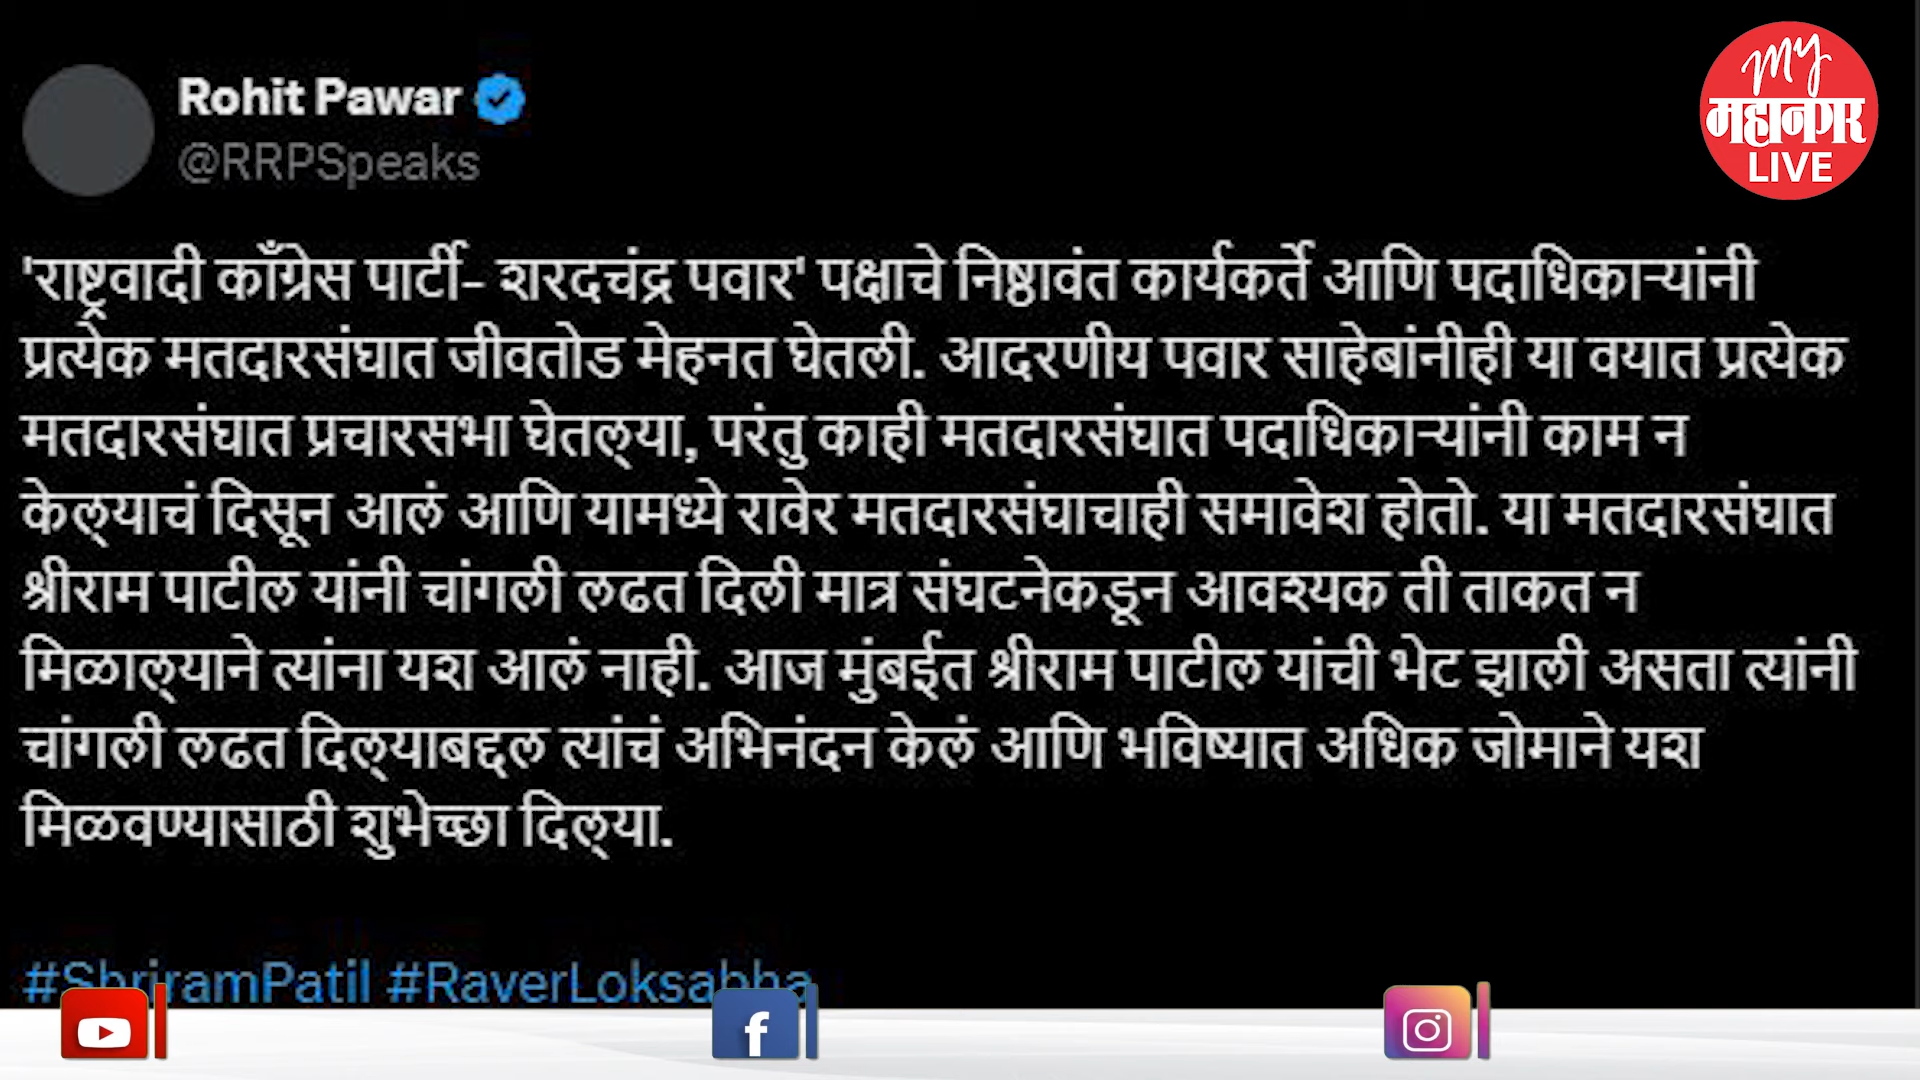 Rohit Pawar
@RRPSpeaks
my
महानगर
LIVE
'राष्ट्रवादी काँग्रेस पार्टी- शरदचंद्र पवार' पक्षाचे निष्ठावंत कार्यकर्ते आणि पदाधिकाऱ्यांनी
प्रत्येक मतदारसंघात जीवतोड मेहनत घेतली. आदरणीय पवार साहेबांनीही या वयात प्रत्येक
मतदारसंघात प्रचारसभा घेतल्या, परंतु काही मतदारसंघात पदाधिकाऱ्यांनी काम न
केल्याचं दिसून आलं आणि यामध्ये रावेर मतदारसंघाचाही समावेश होतो. या मतदारसंघात
श्रीराम पाटील यांनी चांगली लढत दिली मात्र संघटनेकडून आवश्यक ती ताकत न
मिळाल्याने त्यांना यश आलं नाही. आज मुंबईत श्रीराम पाटील यांची भेट झाली असता त्यांनी
चांगली लढत दिल्याबद्दल त्यांचं अभिनंदन केलं आणि भविष्यात अधिक जोमाने यश
मिळवण्यासाठी शुभेच्छा दिल्या.
#ShriramPatil #RaverLoksabha